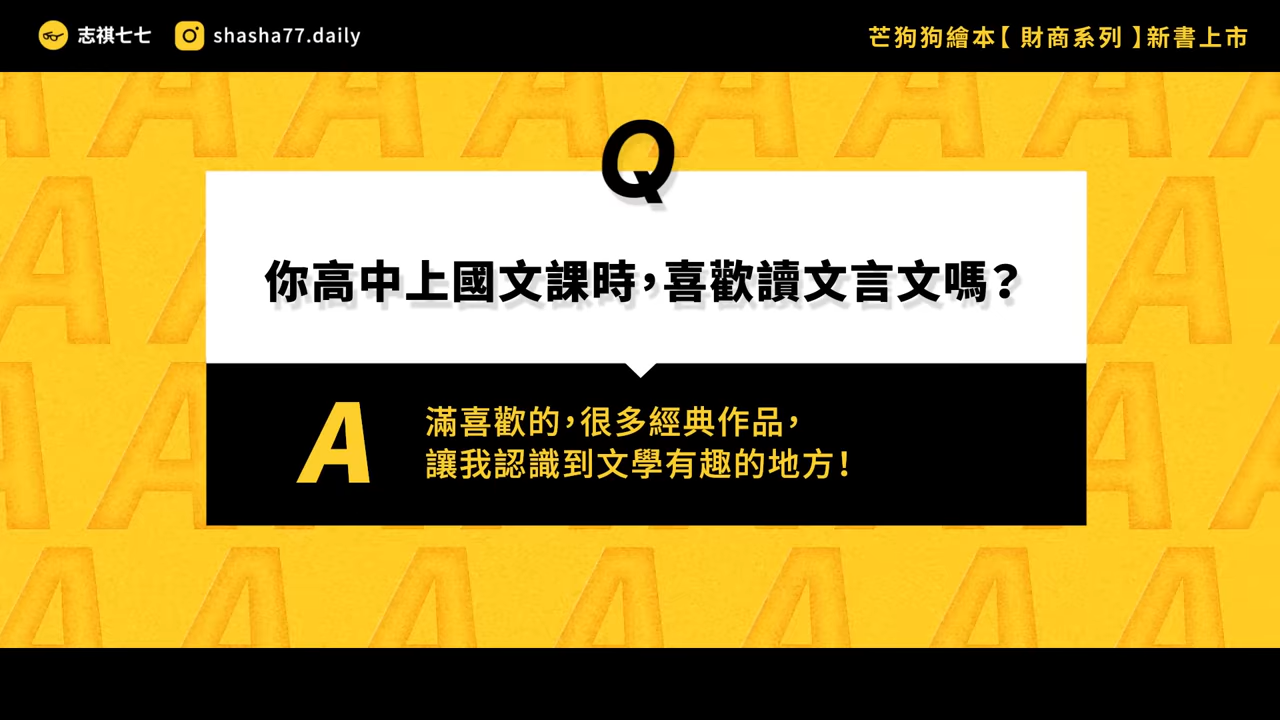 志祺七七 shasha77.daily 芒狗狗繪本【 財商系列 】新書上市
Q
你高中上國文課時,喜歡讀文言文嗎?
A
滿喜歡的,很多經典作品,
讓我認識到文學有趣的地方!